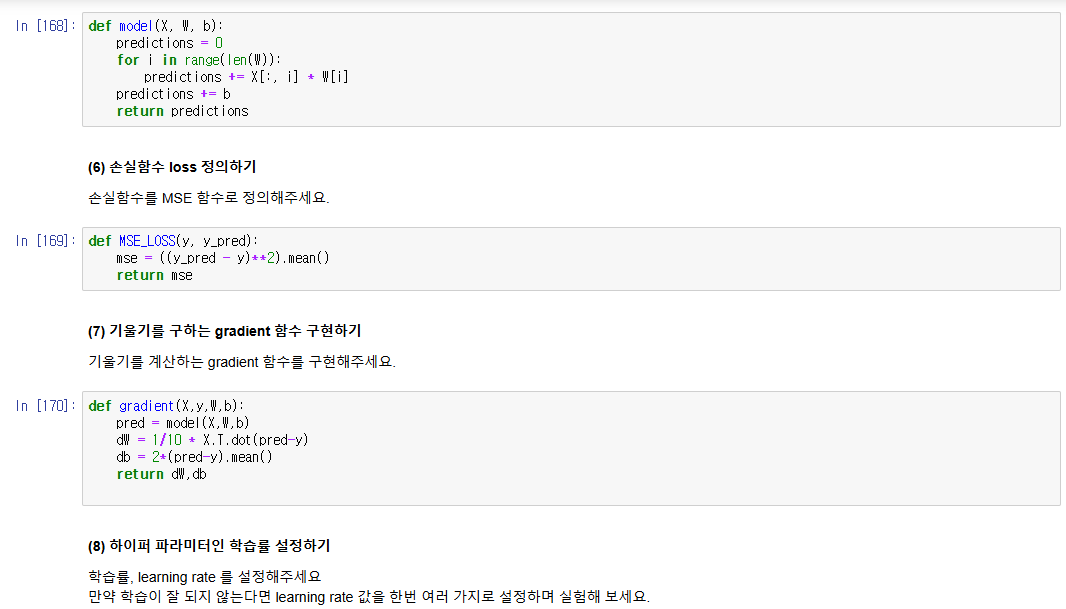 In [168]: def model(X, W, b):
    predictions = 0
    for i in range(len(W)):
        predictions += X[:, i] * W[i]
    predictions += b
    return predictions
(6) 손실함수 loss 정의하기
손실함수를 MSE 함수로 정의해주세요.
In [169]: def MSE_LOSS(y, y_pred):
    mse = ((y_pred - y)**2).mean()
    return mse
(7) 기울기를 구하는 gradient 함수 구현하기
기울기를 계산하는 gradient 함수를 구현해주세요.
In [170]: def gradient(X,y,W,b):
    pred = model(X,W,b)
    dW = 1/10 * X.T.dot(pred-y)
    db = 2*(pred-y).mean()
    return dW,db
(8) 하이퍼 파라미터인 학습률 설정하기
학습률, learning rate 를 설정해주세요
만약 학습이 잘 되지 않는다면 learning rate 값을 한번 여러 가지로 설정하며 실험해 보세요.